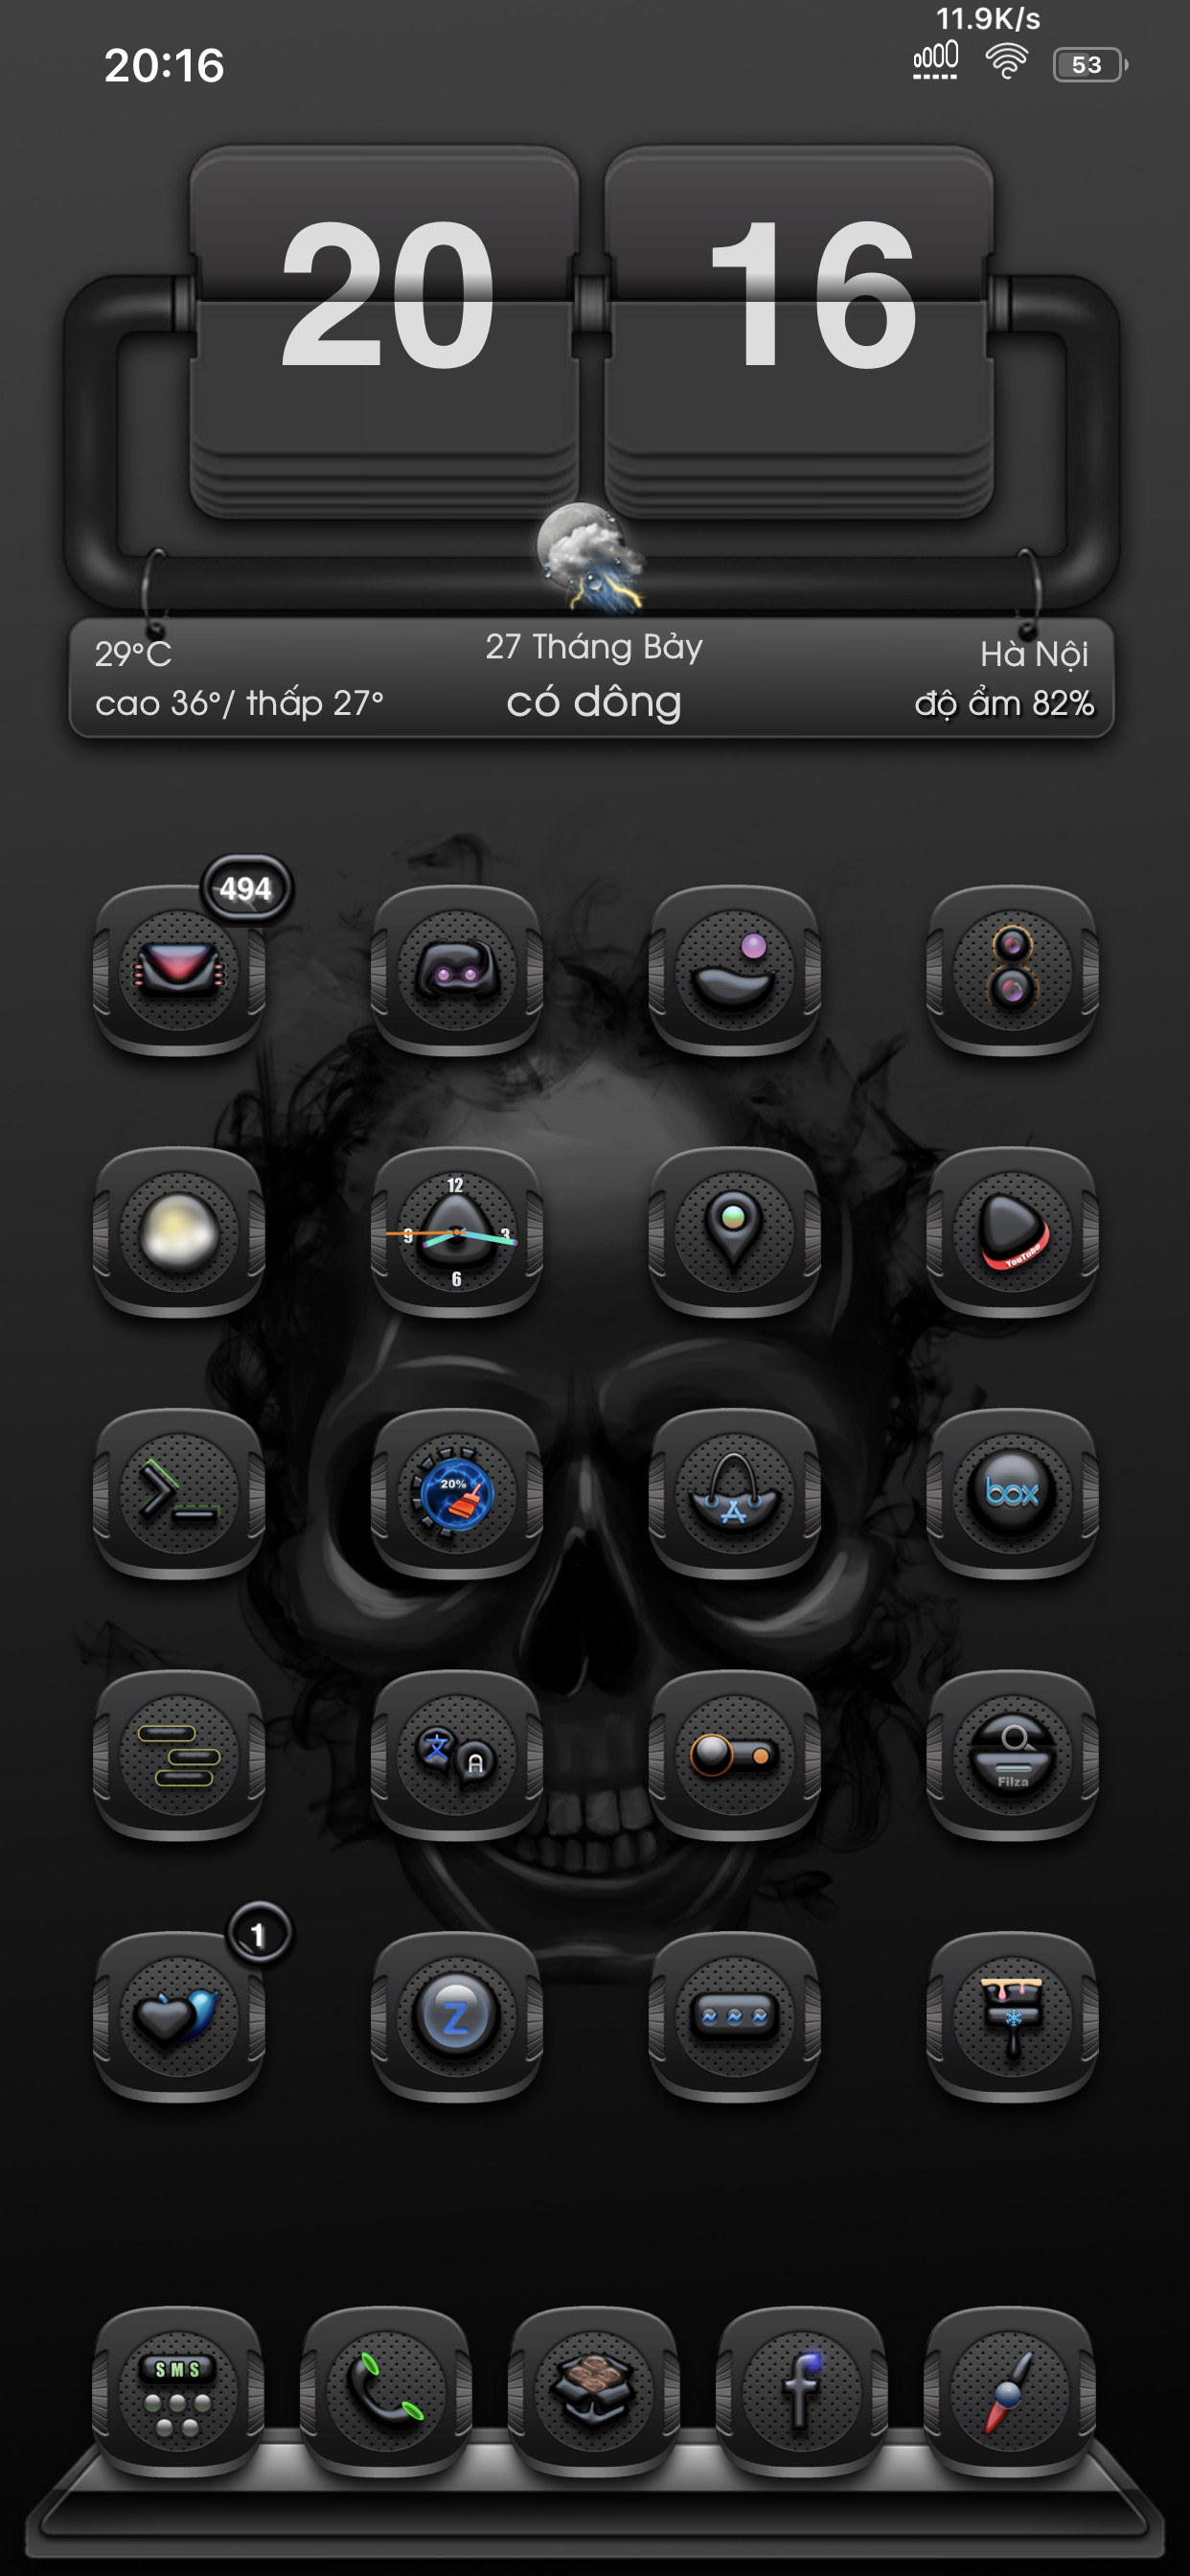 11.9K/s
20:16
53
20 16
29°C
27 Tháng Bảy
Hà Nội
cao 36°/ thấp 27°
có dông
độ ẩm 82%
494
12
9
3
6
YouTube
20%
box
文
A
Filza
1
Z
SMS
f